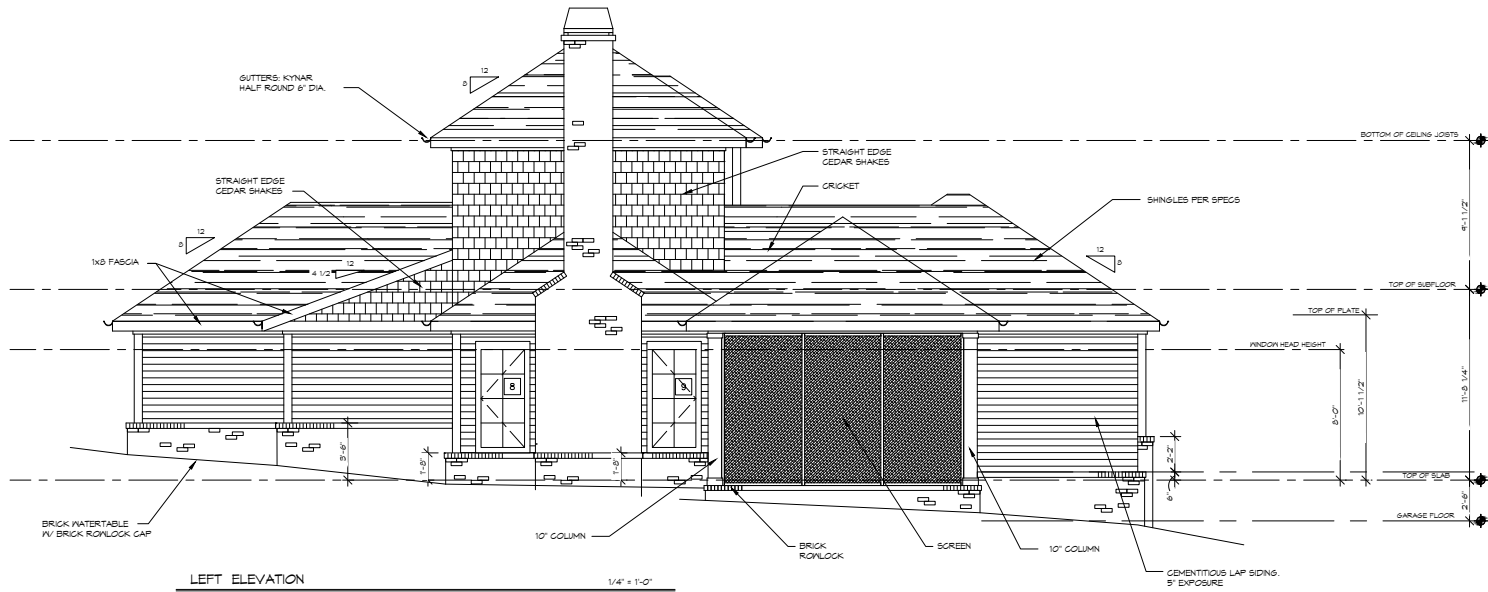 12
8
GUTTERS: KYNAR
HALF ROUND 6" DIA.
BOTTOM OF CEILING JOISTS
STRAIGHT EDGE
CEDAR SHAKES
STRAIGHT EDGE
CEDAR SHAKES
CRICKET
SHINGLES PER SPECS
9'-1 1/2"
12
8
12
4 1/2
12
8
1x8 FASCIA
TOP OF SUBFLOOR
TOP OF PLATE
WINDOW HEAD HEIGHT
8
9
8'-0"
10'-1 1/2"
11'-8 1/4"
3'-6"
1'-8"
1'-8"
2'-2"
6"
TOP OF SLAB
2'-6"
GARAGE FLOOR
BRICK WATERTABLE
W/ BRICK ROWLOCK CAP
10" COLUMN
BRICK
ROWLOCK
SCREEN
10" COLUMN
CEMENTITIOUS LAP SIDING.
5" EXPOSURE
LEFT ELEVATION
1/4" = 1'-0"